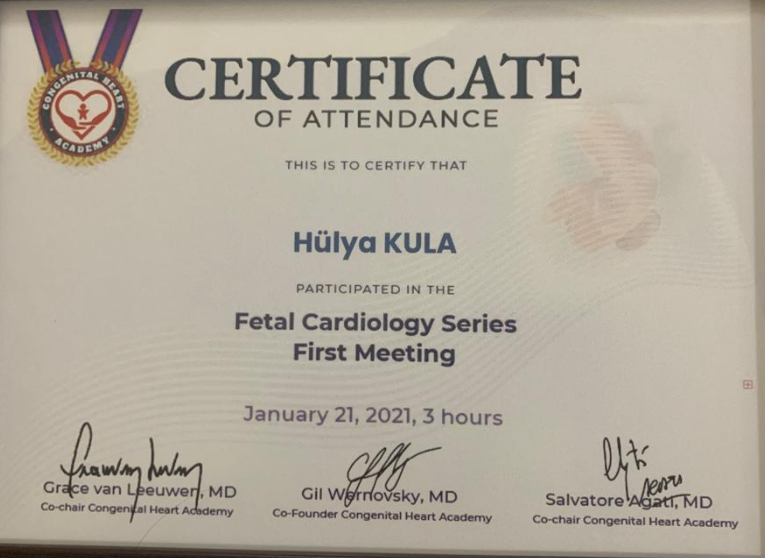 CONGENITAL HEART
ACADEMY
CERTIFICATE
OF ATTENDANCE
THIS IS TO CERTIFY THAT
Hülya KULA
PARTICIPATED IN THE
Fetal Cardiology Series
First Meeting
January 21, 2021, 3 hours
Grace van Leeuwen, MD
Co-chair Congenital Heart Academy
Gil Wernovsky, MD
Co-Founder Congenital Heart Academy
Salvatore Agati, MD
Co-chair Congenital Heart Academy